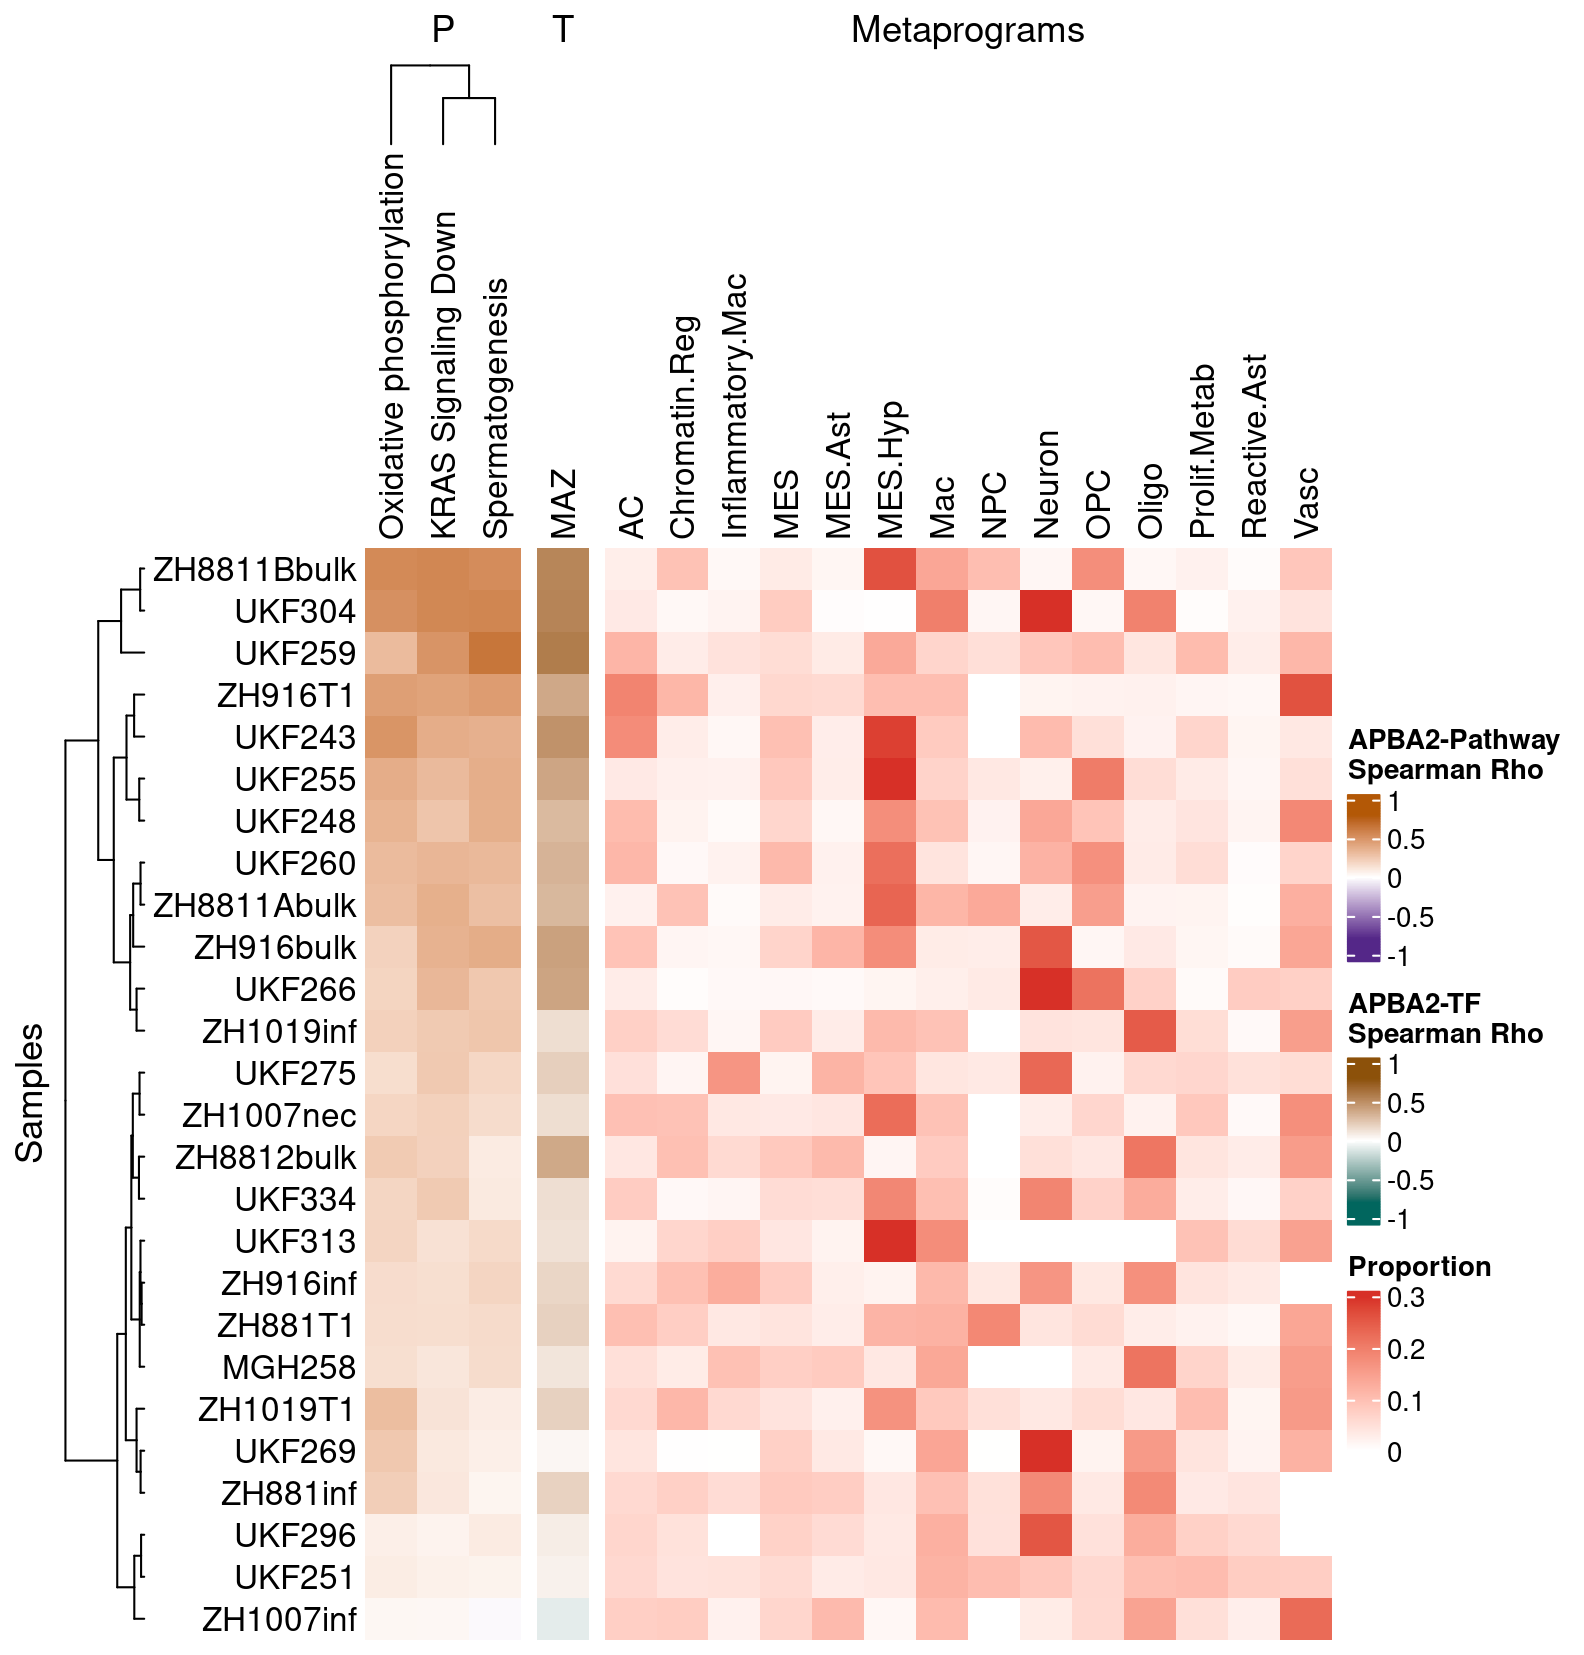 P
T
Metaprograms
Oxidative phosphorylation
KRAS Signaling Down
Spermatogenesis
MAZ
AC
Chromatin.Reg
Inflammatory.Mac
MES
MES.Ast
MES.Hyp
Mac
NPC
Neuron
OPC
Oligo
Prolif.Metab
Reactive.Ast
Vasc
Samples
ZH8811Bbulk
UKF304
UKF259
ZH916T1
UKF243
UKF255
UKF248
UKF260
ZH8811Abulk
ZH916bulk
UKF266
ZH1019inf
UKF275
ZH1007nec
ZH8812bulk
UKF334
UKF313
ZH916inf
ZH881T1
MGH258
ZH1019T1
UKF269
ZH881inf
UKF296
UKF251
ZH1007inf
APBA2-Pathway
Spearman Rho
1
0.5
0
-0.5
-1
APBA2-TF
Spearman Rho
1
0.5
0
-0.5
-1
Proportion
0.3
0.2
0.1
0